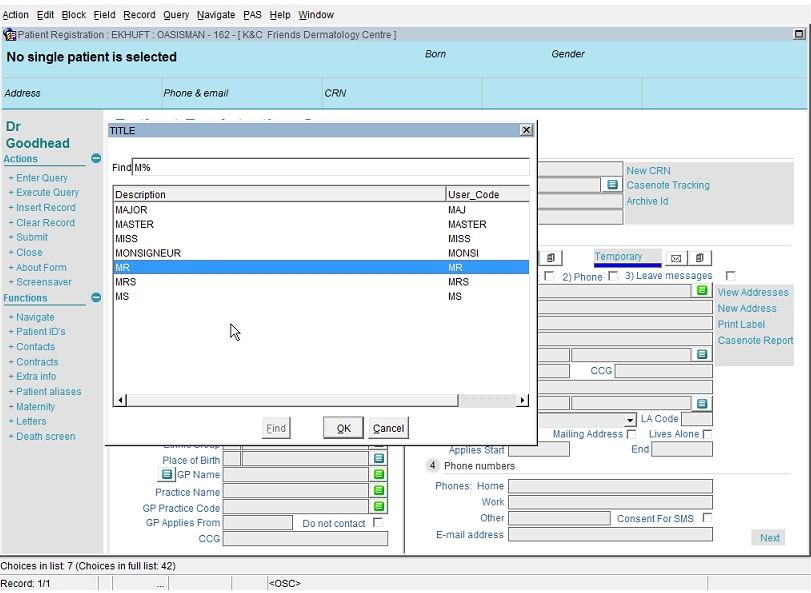 Action Edit Block Field Record Query Navigate PAS Help Window
Patient Registration : EKHUFT : OASISMAN - 162 - [ K&C Friends Dermatology Centre ]
No single patient is selected
Born
Gender
Address
Phone & email
CRN
Dr
Goodhead
Actions
+ Enter Query
+ Execute Query
+ Insert Record
+ Clear Record
+ Submit
+ Close
+ About Form
+ Screensaver
Functions
+ Navigate
+ Patient ID's
+ Contacts
+ Contracts
+ Extra info
+ Patient aliases
+ Maternity
+ Letters
+ Death screen
TITLE
Find M%
Description User_Code
MAJOR MAJ
MASTER MASTER
MISS MISS
MONSIGNEUR MONSI
MR MR
MRS MRS
MS MS
Find OK Cancel
New CRN
Casenote Tracking
Archive Id
Temporary
2) Phone 3) Leave messages
View Addresses
New Address
Print Label
Casenote Report
CCG
LA Code
Mailing Address Lives Alone
Applies Start End
Ethnic Group
Place of Birth
GP Name
Practice Name
GP Practice Code
GP Applies From Do not contact
CCG
4 Phone numbers
Phones: Home
Work
Other Consent For SMS
E-mail address
Next
Choices in list: 7 (Choices in full list: 42)
Record: 1/1 ... <OSC>